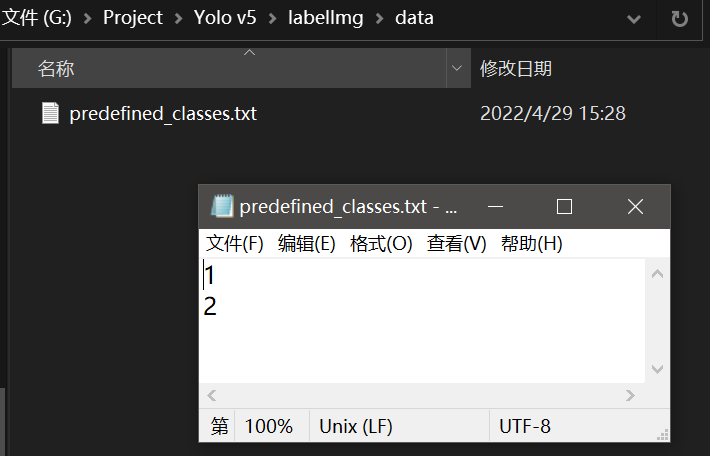 文件 (G:) > Project > Yolo v5 > labelImg > data
名称 修改日期
predefined_classes.txt 2022/4/29 15:28
predefined_classes.txt - ...
文件(F) 编辑(E) 格式(O) 查看(V) 帮助(H)
1
2
第 100% Unix (LF) UTF-8